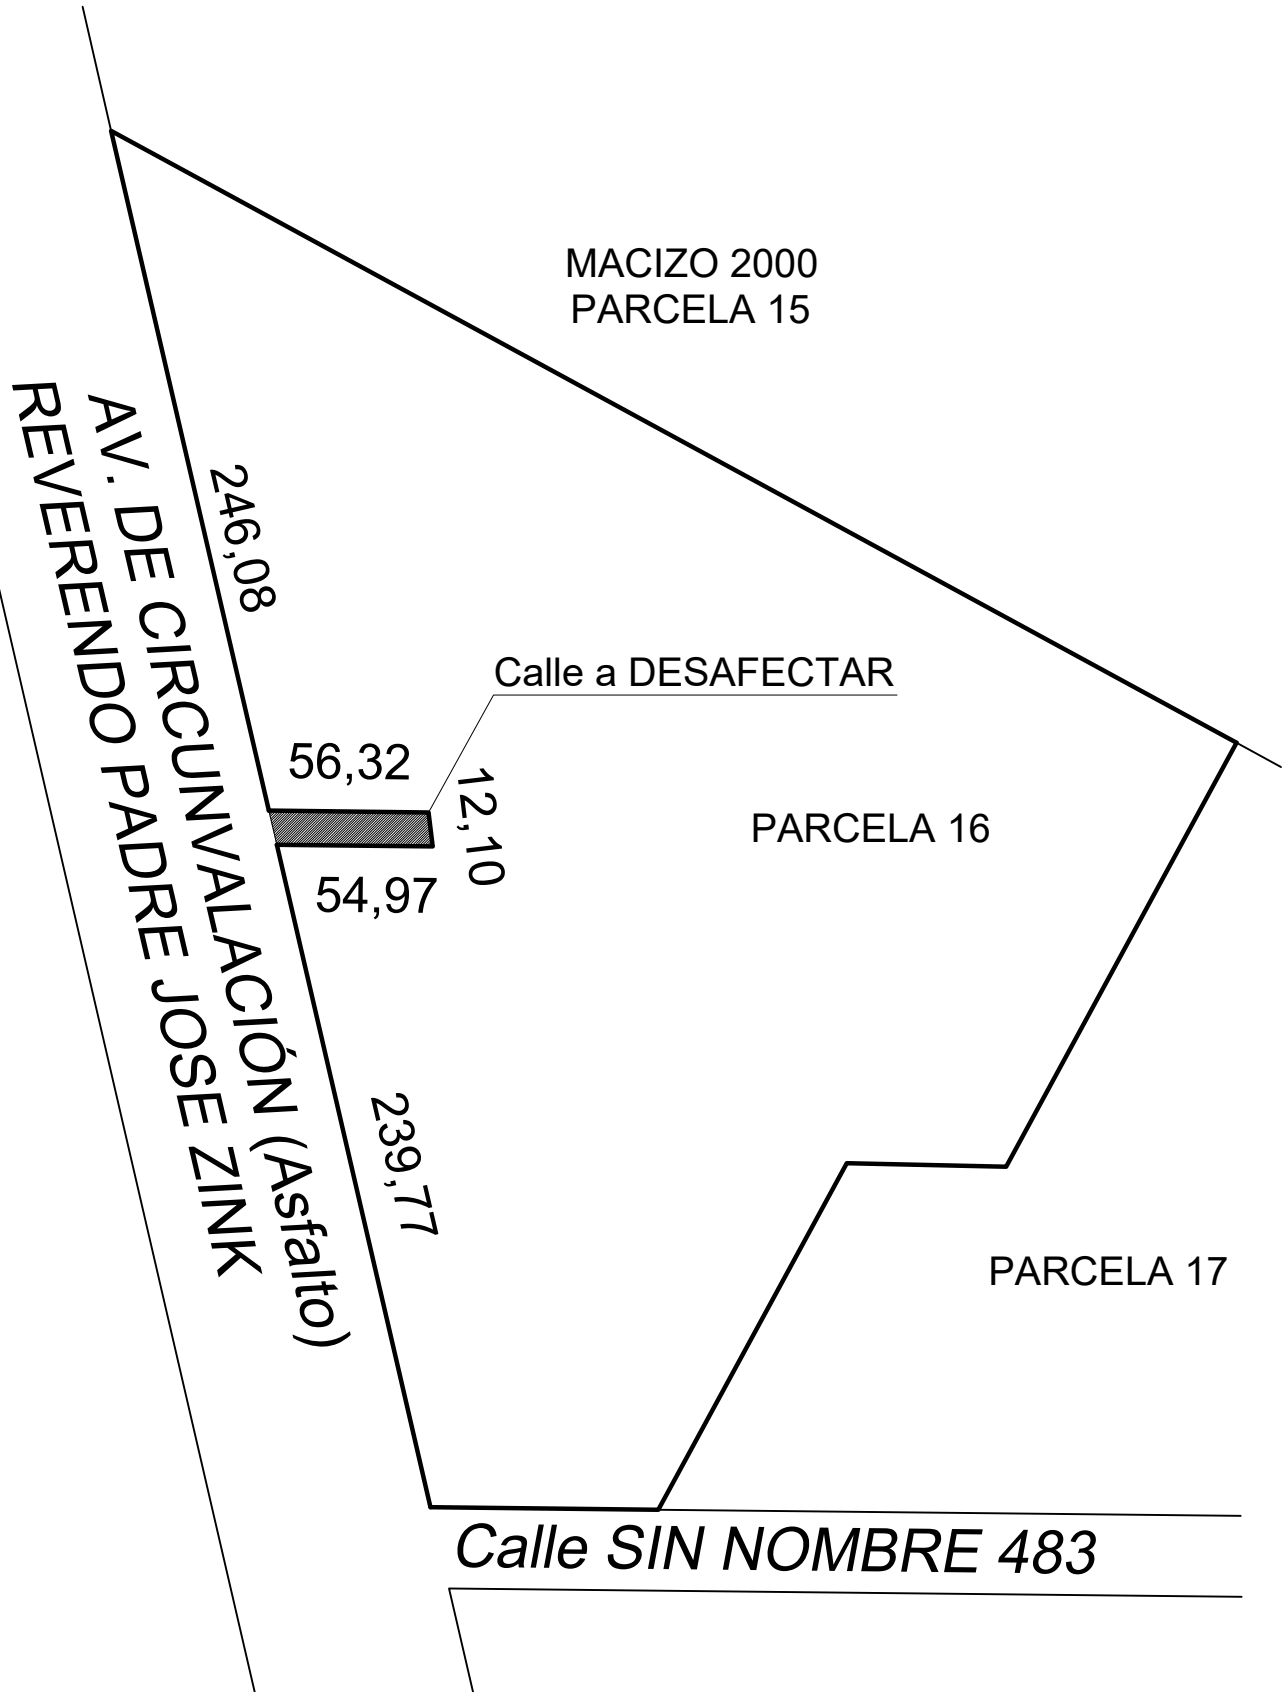 MACIZO 2000
PARCELA 15
AV. DE CIRCUNVALACIÓN (Asfalto)
REVERENDO PADRE JOSE ZINK
246,08
Calle a DESAFECTAR
56,32
12,10
PARCELA 16
54,97
239,77
PARCELA 17
Calle SIN NOMBRE 483